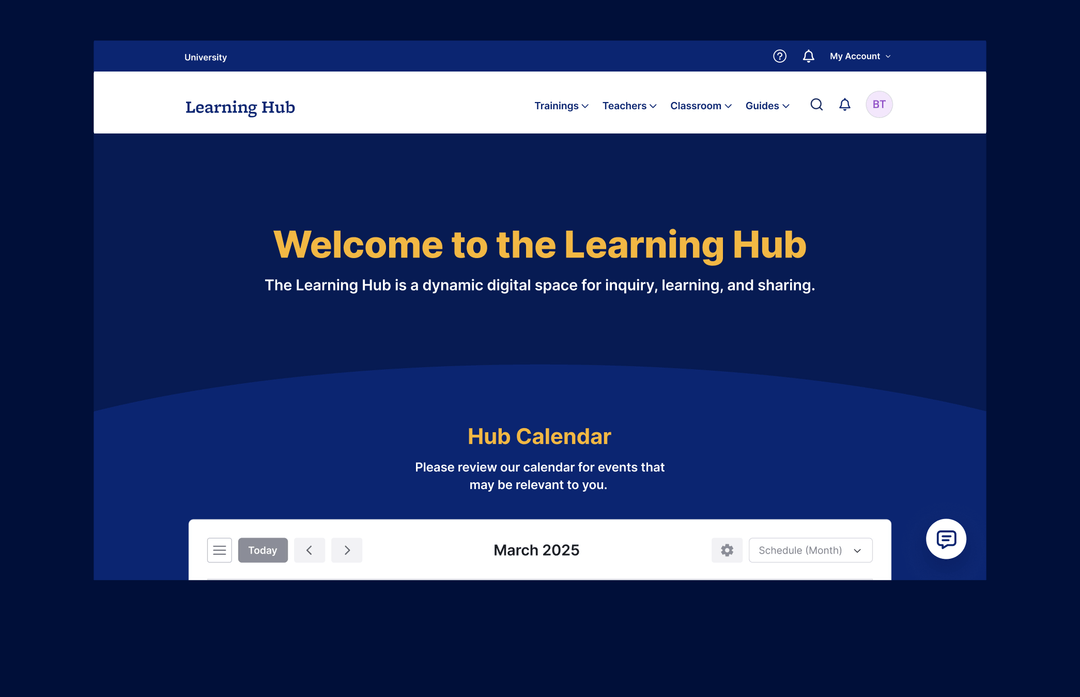 University
My Account
Learning Hub
Trainings Teachers Classroom Guides BT
Welcome to the Learning Hub
The Learning Hub is a dynamic digital space for inquiry, learning, and sharing.
Hub Calendar
Please review our calendar for events that
may be relevant to you.
Today March 2025 Schedule (Month)